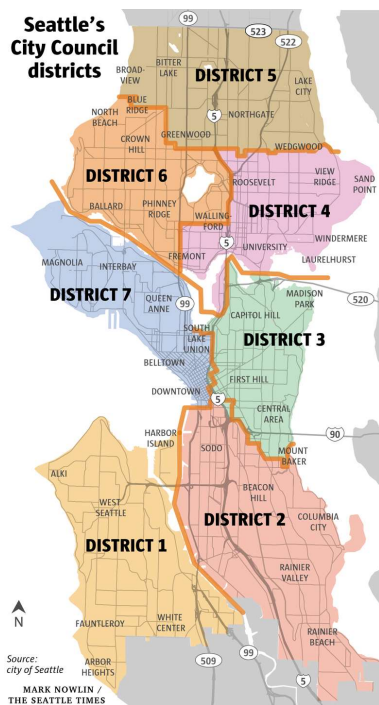 Seattle's
City Council
districts
99
523
522
BITTER
LAKE
DISTRICT 5
BROAD-
VIEW
LAKE
CITY
BLUE
RIDGE
5
NORTHGATE
NORTH
BEACH
GREENWOOD
CROWN
HILL
WEDGWOOD
DISTRICT 6
ROOSEVELT
VIEW
RIDGE
SAND
POINT
BALLARD
PHINNEY
RIDGE
WALLING-
FORD
DISTRICT 4
FREMONT
5
UNIVERSITY
WINDERMERE
LAURELHURST
MAGNOLIA
INTERBAY
DISTRICT 7
QUEEN
ANNE
99
MADISON
PARK
520
CAPITOL HILL
SOUTH
LAKE
UNION
DISTRICT 3
BELLTOWN
FIRST HILL
DOWNTOWN
5
CENTRAL
AREA
HARBOR
ISLAND
90
SODO
MOUNT
BAKER
ALKI
BEACON
HILL
WEST
SEATTLE
COLUMBIA
CITY
DISTRICT 2
DISTRICT 1
RAINIER
VALLEY
N
FAUNTLEROY
WHITE
CENTER
RAINIER
BEACH
99
509
ARBOR
HEIGHTS
5
Source:
city of Seattle
MARK NOWLIN /
THE SEATTLE TIMES